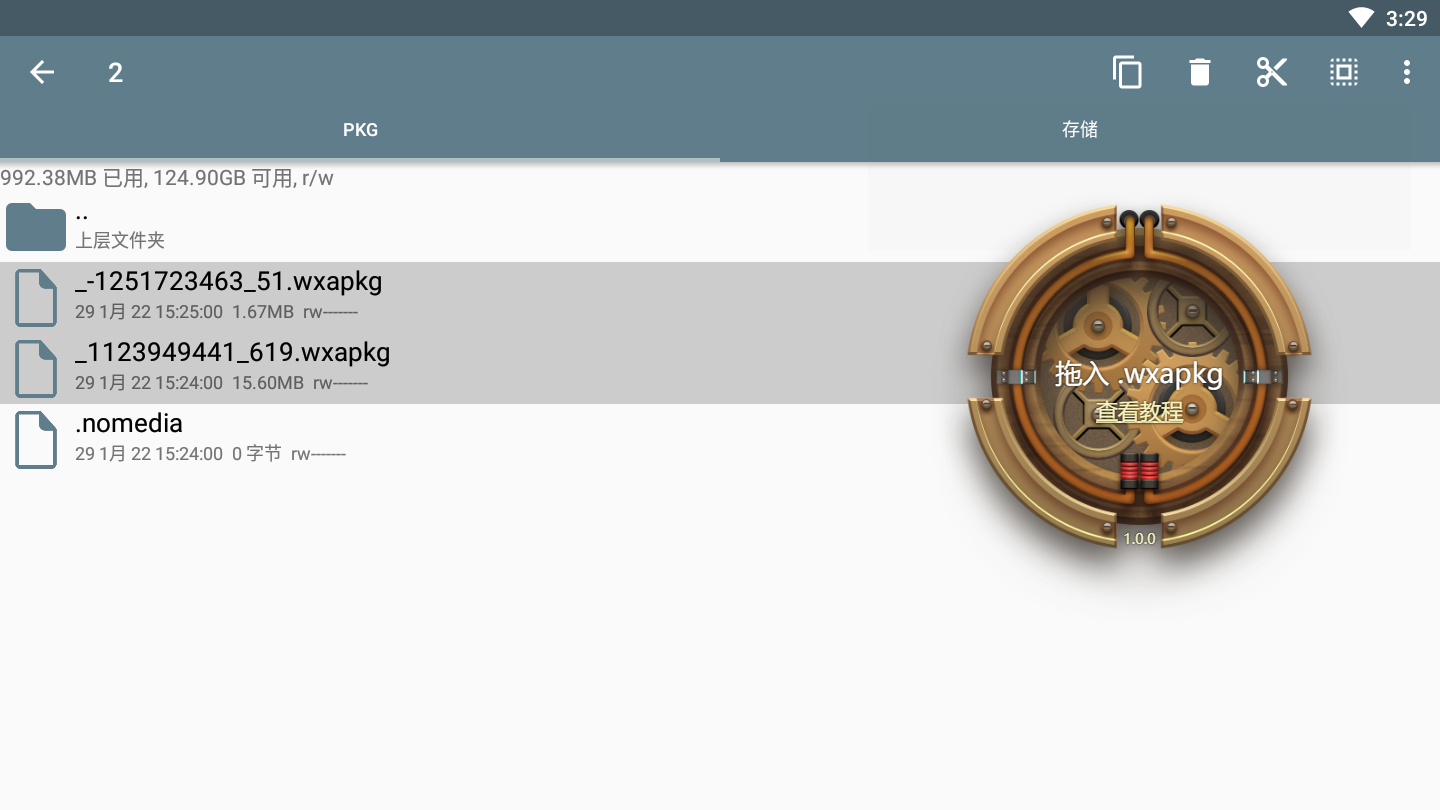 3:29
2
PKG
存储
992.38MB 已用, 124.90GB 可用, r/w
..
上层文件夹
_-1251723463_51.wxapkg
29 1月 22 15:25:00 1.67MB rw-------
_1123949441_619.wxapkg
29 1月 22 15:24:00 15.60MB rw-------
.nomedia
29 1月 22 15:24:00 0 字节 rw-------
拖入 .wxapkg
查看教程
1.0.0